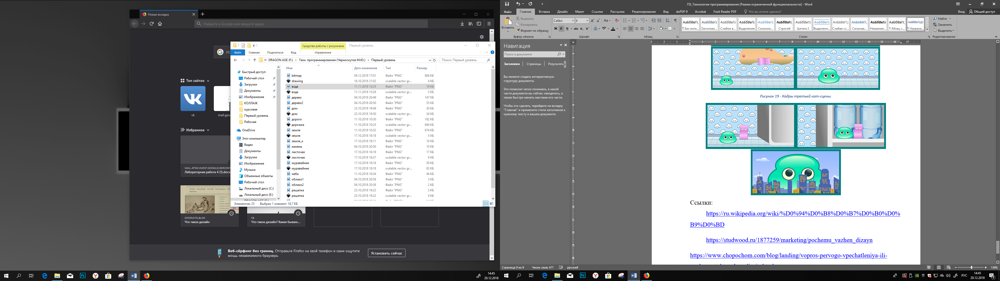 Новая вкладка
Найдите в Google или введите адрес
Топ сайтов
vk
Избранное
MAIL-ATTACHMENT.GOOGLEUSERCONT
Лабораторная работа 4 (1).docx
OFORMITELBLOK
Что такое дизайн
FB
Что такое дизайн? Какие бываю...
Веб-сёрфинг без границ. Отправьте Firefox на свой телефон и сами ощутите
мощь независимого браузера.
Установить сейчас
Средства работы с рисунками
Первый уровень
Файл
Главная
Поделиться
Вид
Управление
« DRAGON AGE (F:) > Техн. программирования (Черноскутов М.Ю.) > Первый уровень
Поиск: Первый уровень
Быстрый доступ
Рабочий стол
Загрузки
Документы
Изображения
КОЛЛАЖ
курсовая
Первый уровень
Рабочая
OneDrive
Этот компьютер
Видео
Документы
Загрузки
Изображения
Музыка
Объемные объекты
Рабочий стол
Локальный диск (C:)
Локальный диск (E:)
Имя Дата изменения Тип Размер
bitmap 09.12.2018 17:01 Файл "PNG" 806 КБ
drawing 16.10.2018 21:02 scalable vector gr... 4 КБ
вода 11.11.2018 15:25 Файл "PNG" 19 КБ
вода 11.11.2018 15:26 scalable vector gr... 5 КБ
дерево 04.10.2018 20:49 Файл "PNG" 147 КБ
дерево2 04.10.2018 20:50 Файл "PNG" 35 КБ
дом 23.10.2018 19:49 Файл "PNG" 30 КБ
дом 23.10.2018 19:50 scalable vector gr... 34 КБ
дорога 11.10.2018 10:30 Файл "PNG" 182 КБ
дорожка 11.10.2018 10:25 scalable vector gr... 944 КБ
земля 11.10.2018 10:32 Файл "PNG" 674 КБ
земля 17.10.2018 18:18 scalable vector gr... 5 КБ
земля_к 17.10.2018 18:11 scalable vector gr... 10 КБ
камень 04.10.2018 20:50 Файл "PNG" 10 КБ
листочек 17.10.2018 16:18 Файл "PNG" 17 КБ
листочек 17.10.2018 16:37 scalable vector gr... 9 КБ
муравейник 17.10.2018 18:16 Файл "PNG" 39 КБ
муравейник 17.10.2018 18:18 scalable vector gr... 83 КБ
небо 11.10.2018 10:34 Файл "PNG" 44 КБ
облако1 04.10.2018 20:58 Файл "PNG" 3 КБ
облако2 04.10.2018 20:58 Файл "PNG" 2 КБ
решетка 23.10.2018 19:22 Файл "PNG" 3 КБ
решетка 23.10.2018 19:22 scalable vector gr... 4 КБ
Элементов: 25 Выбран 1 элемент: 18,7 КБ
14:45
20.12.2018
ПЗ_Технологии программирования [Режим ограниченной функциональности] - Word
Файл Главная Вставка Дизайн Макет Ссылки Рассылки Рецензирование Вид doPDF 9 Acrobat Foxit Reader PDF Что вы хотите сделать?
Вход Общий доступ
Вставить
Вырезать
Копировать
Формат по образцу
Буфер обмена
Calibri 9
Шрифт
Абзац
¶ Без инте... Заголово... Слабое в... Выделение Сильное... Строгий Цитата 2 Выделенн... Слабая сс... Сильная... Название... ¶ Абзац с... ¶ Названи...
Стили
Найти
Заменить
Выделить
Редактирование
Навигация
Поиск в документе
Заголовки Страницы Результать
Вы можете создать интерактивную
структуру документа.
Это позволит легко понимать, в какой
части документа вы сейчас находитесь, а
также быстро менять местами его части.
Чтобы это сделать, перейдите на вкладку
"Главная" и примените стили заголовков к
нужному тексту в вашем документе.
Рисунок 19 - Кадры третьей кат-сцены.
Ссылки:
https://ru.wikipedia.org/wiki/%D0%94%D0%B8%D0%B7%D0%B0%D0%
B9%D0%BD
https://studwood.ru/1877259/marketing/pochemu_vazhen_dizayn
https://www.chopochom.com/blog/landing/vopros-pervogo-vpechatleniya-ili-
Страница 9 из 9 Число слов: 477 русский
130%
РУС
14:45
20.12.2018